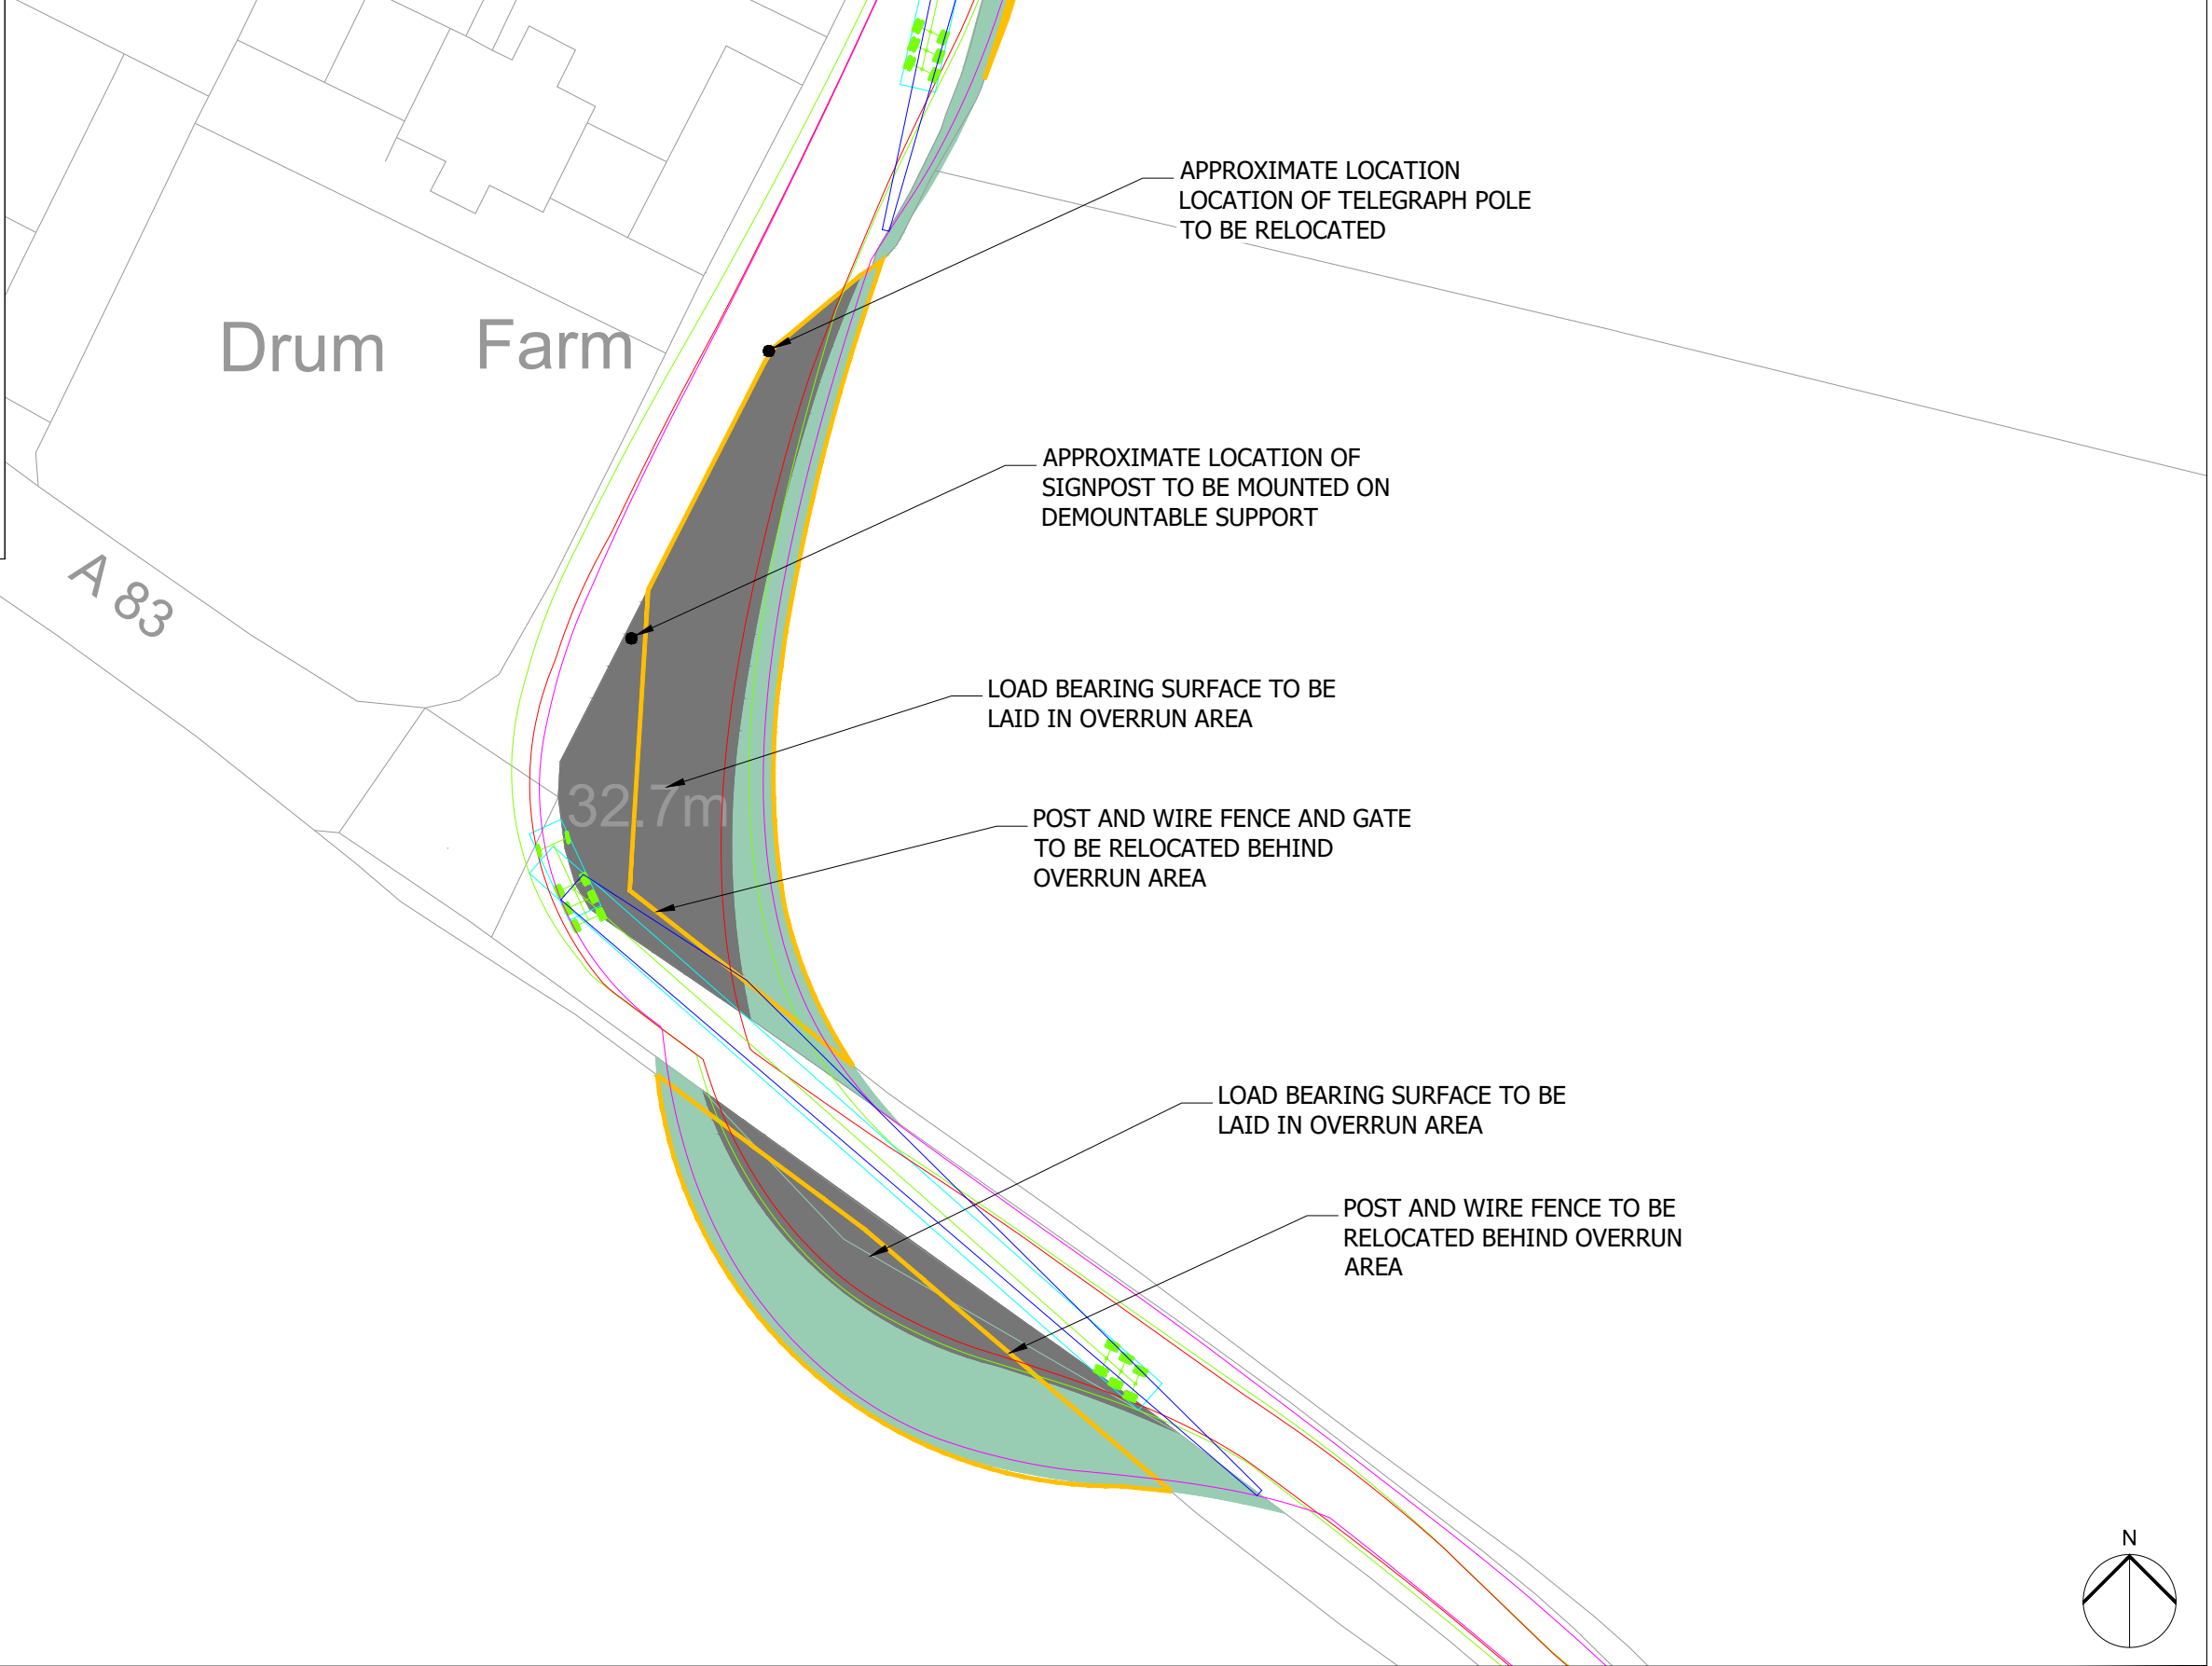 APPROXIMATE LOCATION
LOCATION OF TELEGRAPH POLE
TO BE RELOCATED
Drum Farm
APPROXIMATE LOCATION OF
SIGNPOST TO BE MOUNTED ON
DEMOUNTABLE SUPPORT
A 83
LOAD BEARING SURFACE TO BE
LAID IN OVERRUN AREA
32.7m
POST AND WIRE FENCE AND GATE
TO BE RELOCATED BEHIND
OVERRUN AREA
LOAD BEARING SURFACE TO BE
LAID IN OVERRUN AREA
POST AND WIRE FENCE TO BE
RELOCATED BEHIND OVERRUN
AREA
N